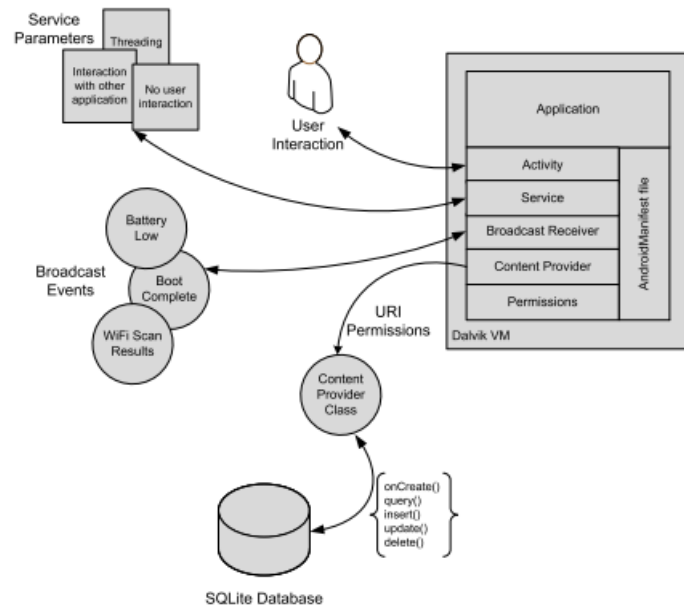 Service
Parameters
Threading
Interaction
with other
application
No user
interaction
User
Interaction
Application
Activity
Service
Broadcast Receiver
Content Provider
Permissions
AndroidManifest file
Dalvik VM
Battery
Low
Broadcast
Events
Boot
Complete
WiFi Scan
Results
URI
Permissions
Content
Provider
Class
onCreate()
query()
insert()
update()
delete()
SQLite Database